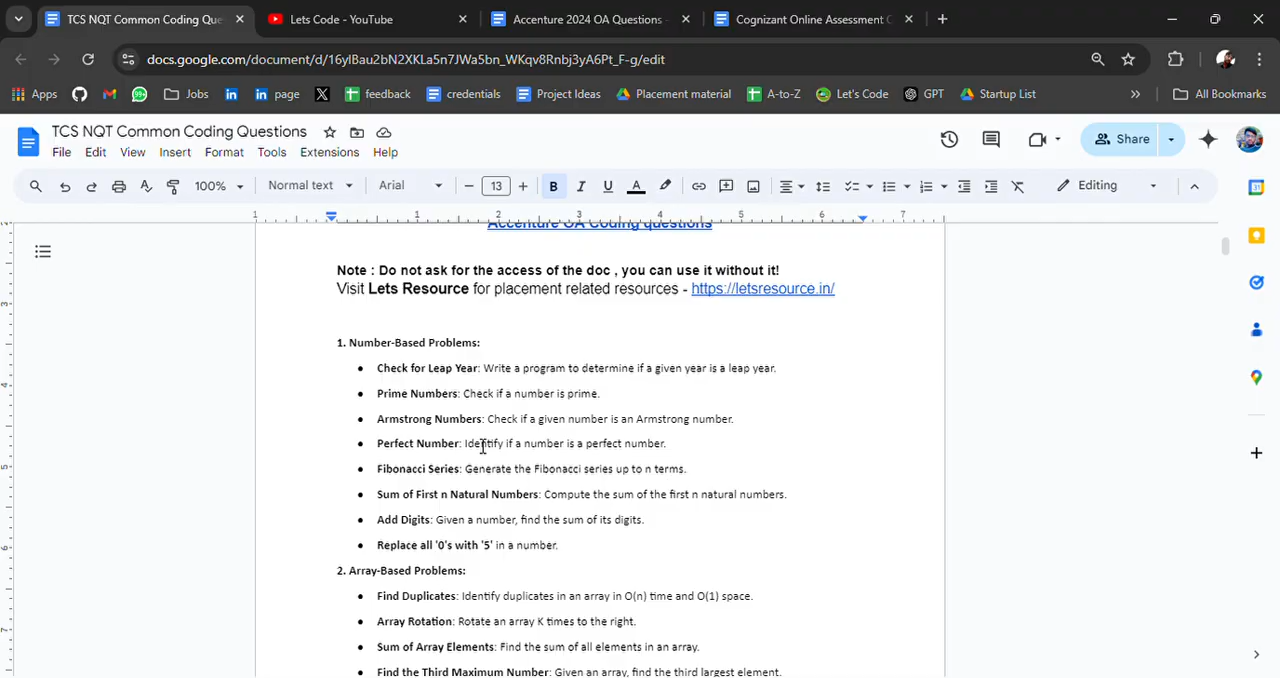 TCS NQT Common Coding Que
Lets Code - YouTube
Accenture 2024 OA Questions
Cognizant Online Assessment
docs.google.com/document/d/16ylBau2bN2XKLa5n7JWa5bn_WKqv8Rnbj3yA6Pt_F-g/edit
Apps
99+
Jobs
page
feedback
credentials
Project Ideas
Placement material
A-to-Z
Let's Code
GPT
Startup List
All Bookmarks
TCS NQT Common Coding Questions
File Edit View Insert Format Tools Extensions Help
Share
100% Normal text Arial 13 B I U A Editing
1 1 2 3 4 5 6 7
Accenture OA Coding questions
Note : Do not ask for the access of the doc , you can use it without it!
Visit Lets Resource for placement related resources - https://letsresource.in/
1. Number-Based Problems:
● Check for Leap Year: Write a program to determine if a given year is a leap year.
● Prime Numbers: Check if a number is prime.
● Armstrong Numbers: Check if a given number is an Armstrong number.
● Perfect Number: Identify if a number is a perfect number.
● Fibonacci Series: Generate the Fibonacci series up to n terms.
● Sum of First n Natural Numbers: Compute the sum of the first n natural numbers.
● Add Digits: Given a number, find the sum of its digits.
● Replace all '0's with '5' in a number.
2. Array-Based Problems:
● Find Duplicates: Identify duplicates in an array in O(n) time and O(1) space.
● Array Rotation: Rotate an array K times to the right.
● Sum of Array Elements: Find the sum of all elements in an array.
● Find the Third Maximum Number: Given an array, find the third largest element.